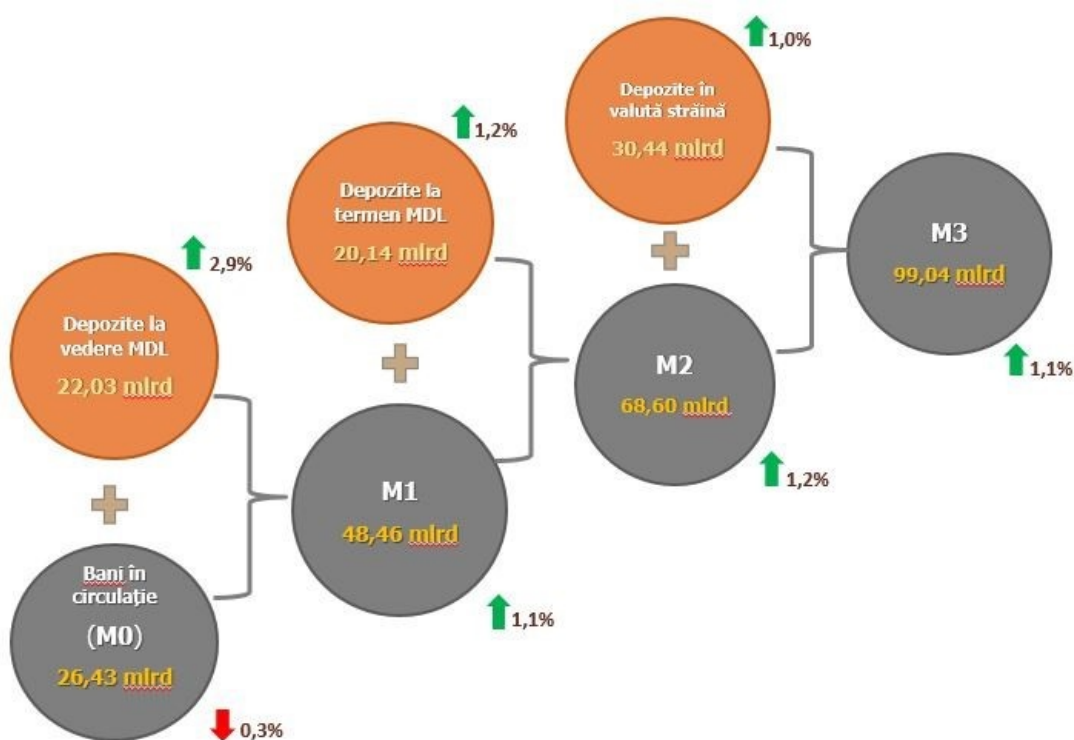 Depozite la
vedere MDL
22,03 mlrd
2,9%
Bani în
circulație
(M0)
26,43 mlrd
0,3%
Depozite la
termen MDL
20,14 mlrd
1,2%
M1
48,46 mlrd
1,1%
Depozite în
valută străină
30,44 mlrd
1,0%
M2
68,60 mlrd
1,2%
M3
99,04 mlrd
1,1%